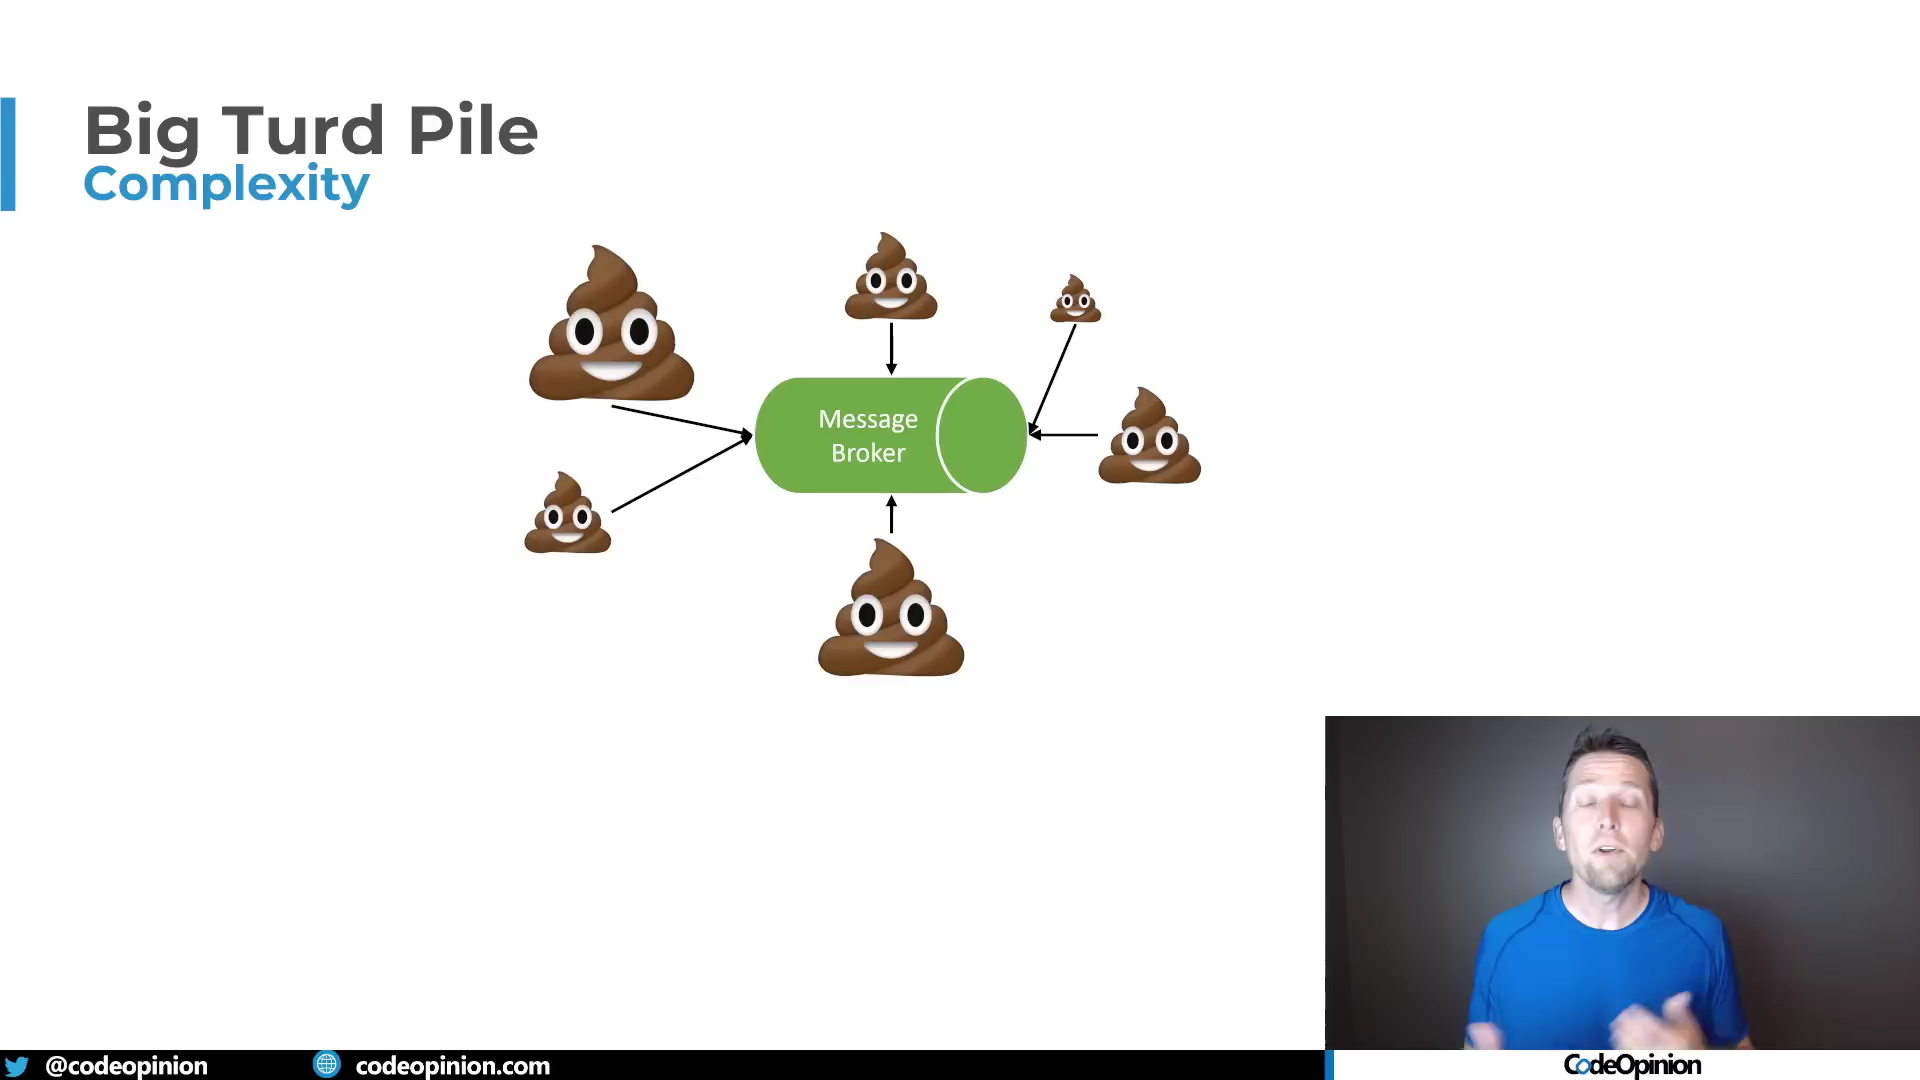 Big Turd Pile
Complexity
Message
Broker
@codeopinion
codeopinion.com
CodeOpinion